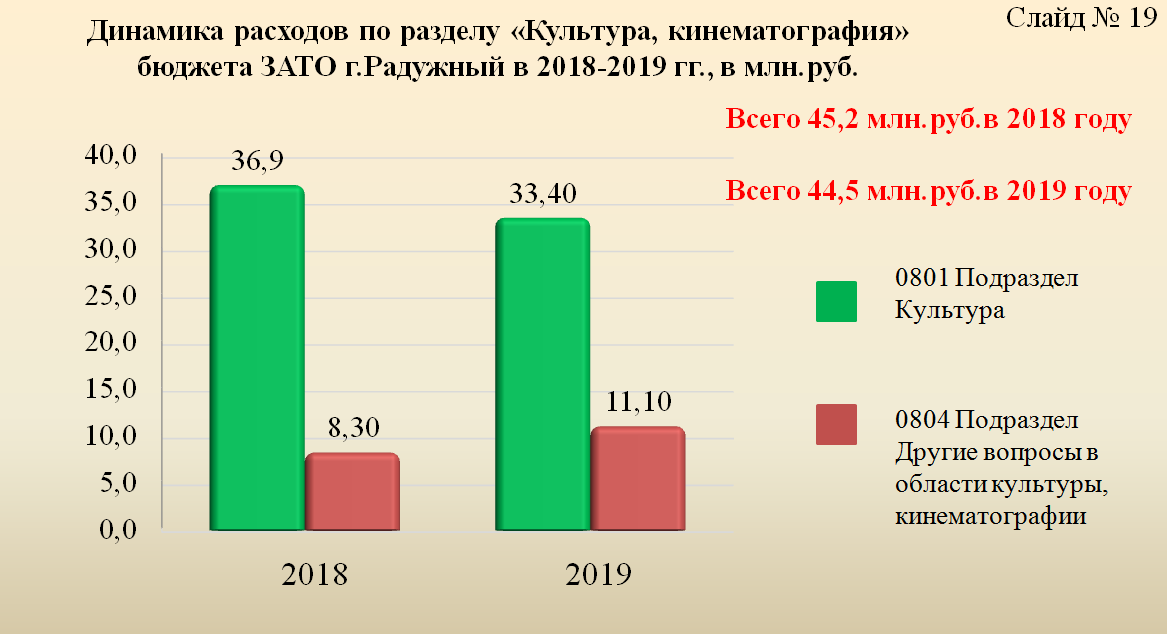 Слайд № 19
Динамика расходов по разделу «Культура, кинематография»
бюджета ЗАТО г.Радужный в 2018-2019 гг., в млн.руб.
Всего 45,2 млн.руб.в 2018 году
Всего 44,5 млн.руб.в 2019 году
40,0
35,0
30,0
25,0
20,0
15,0
10,0
5,0
0,0
36,9
8,30
33,40
11,10
2018
2019
0801 Подраздел
Культура
0804 Подраздел
Другие вопросы в
области культуры,
кинематографии